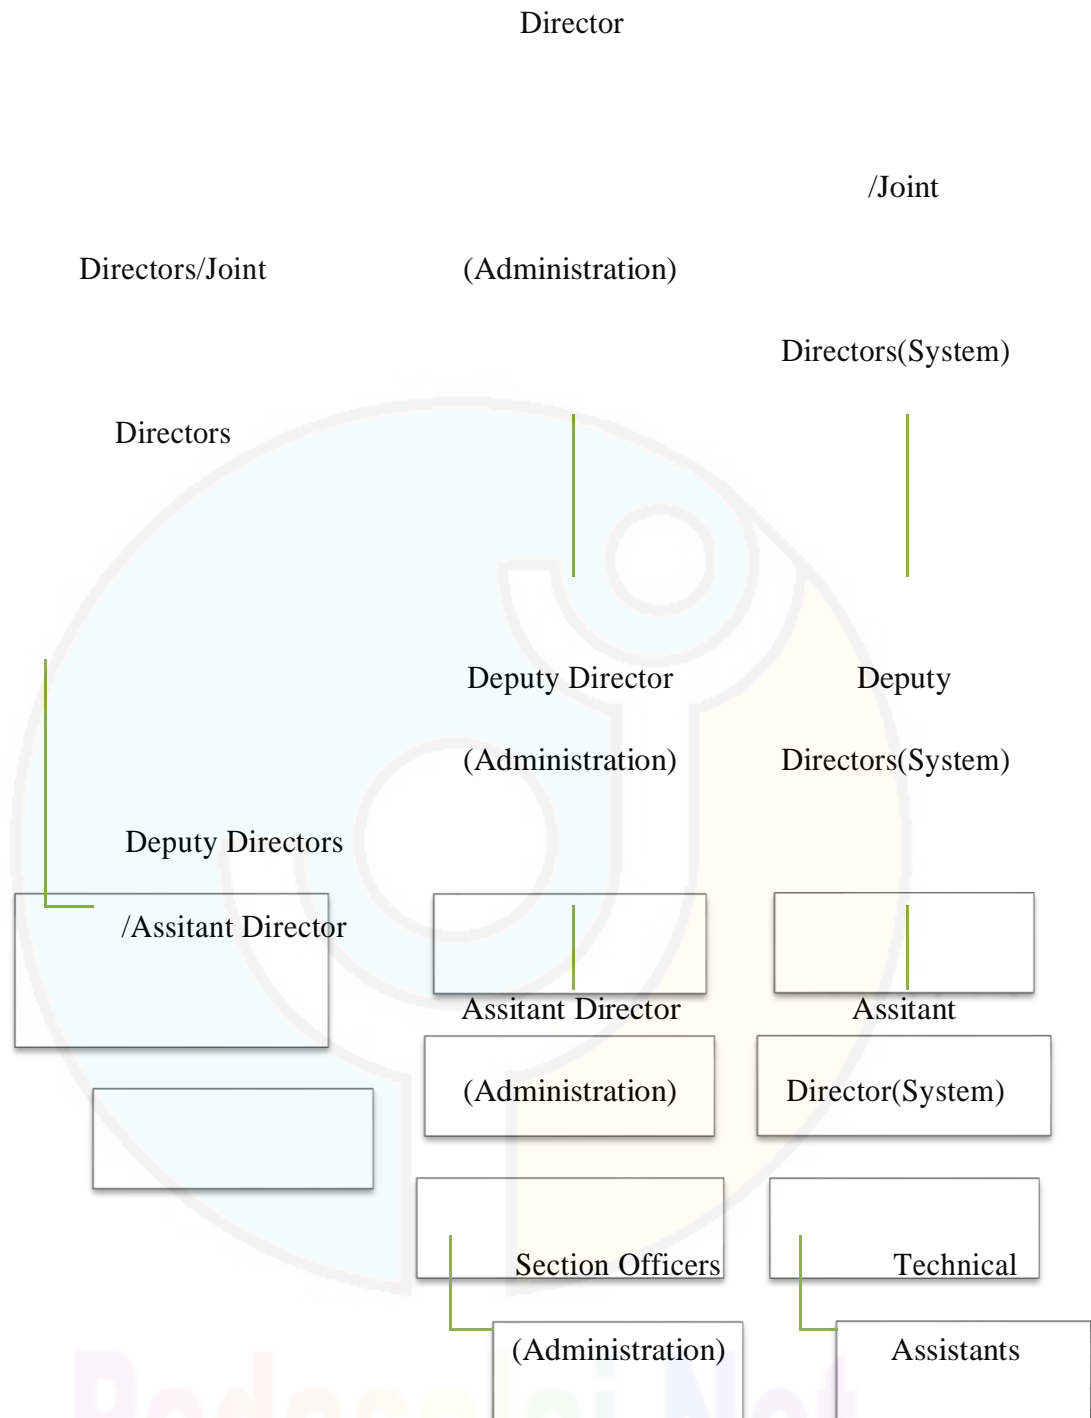 Director
/Joint
Directors/Joint (Administration)
Directors(System)
Directors
Deputy Director Deputy
(Administration) Directors(System)
Deputy Directors
/Assitant Director
Assitant Director Assitant
(Administration) Director(System)
Section Officers Technical
(Administration) Assistants